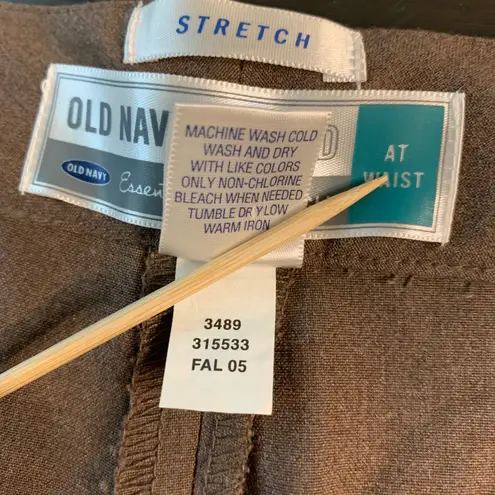 STRETCH
OLD NAV
OLD NAVY
AT
WAIST
MACHINE WASH COLD
WASH AND DRY
WITH LIKE COLORS
ONLY NON-CHLORINE
BLEACH WHEN NEEDED
TUMBLE DRY LOW
WARM IRON
3489
315533
FAL 05